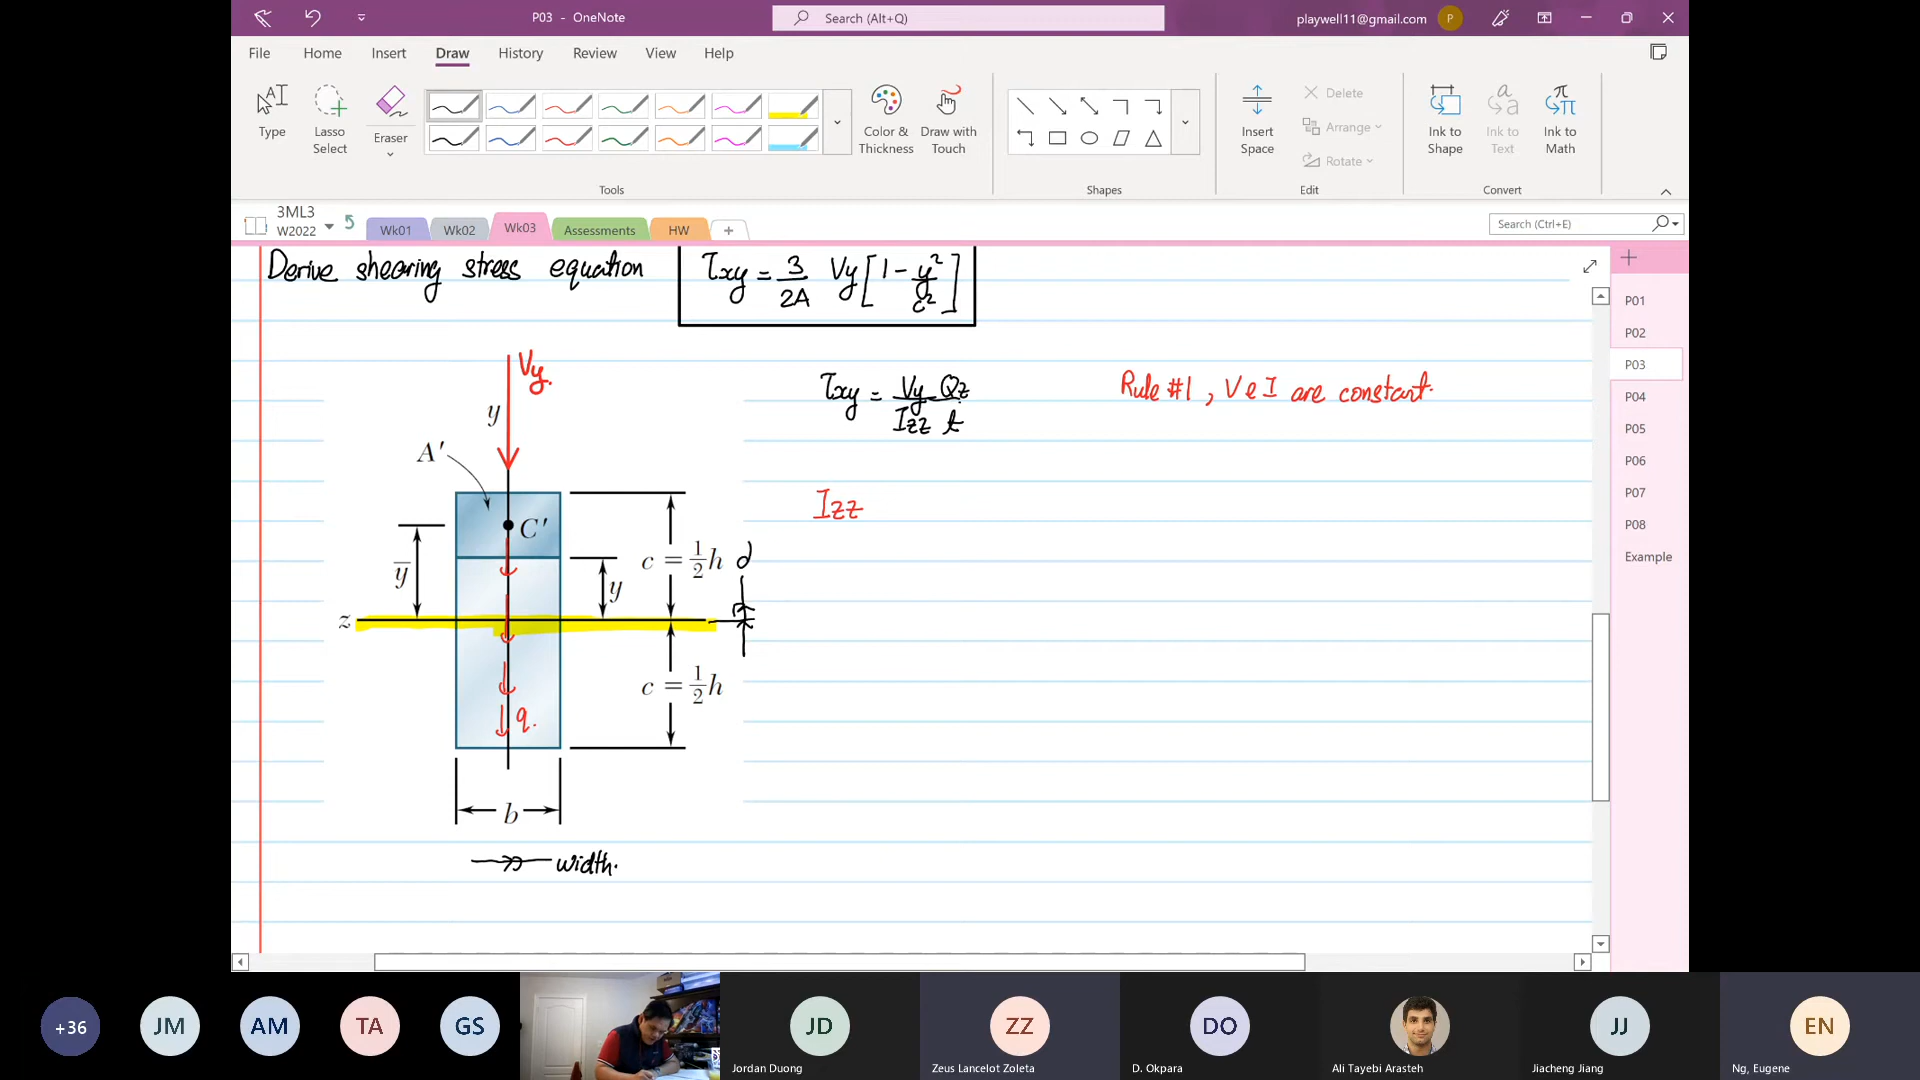 P03 - OneNote
Search (Alt+Q)
playwell11@gmail.com
P
File Home Insert Draw History Review View Help
Type
Lasso Select
Eraser
Color & Thickness
Draw with Touch
Insert Space
Delete
Arrange
Rotate
Ink to Shape
Ink to Text
Ink to Math
Tools
Shapes
Edit
Convert
3ML3
W2022
Wk01 Wk02 Wk03 Assessments HW +
Search (Ctrl+E)
Derive shearing stress equation τxy = 3/2A Vy [1 - y²/c²]
Vy.
y
τxy = Vy Qz / Izz t
Rule #1, V & I are constant.
A′
Izz
C′
c = 1/2 h d
y̅
y
z
c = 1/2 h
q.
b
width.
P01
P02
P03
P04
P05
P06
P07
P08
Example
+36 JM AM TA GS JD ZZ DO JJ EN
Jordan Duong
Zeus Lancelot Zoleta
D. Okpara
Ali Tayebi Arasteh
Jiacheng Jiang
Ng, Eugene